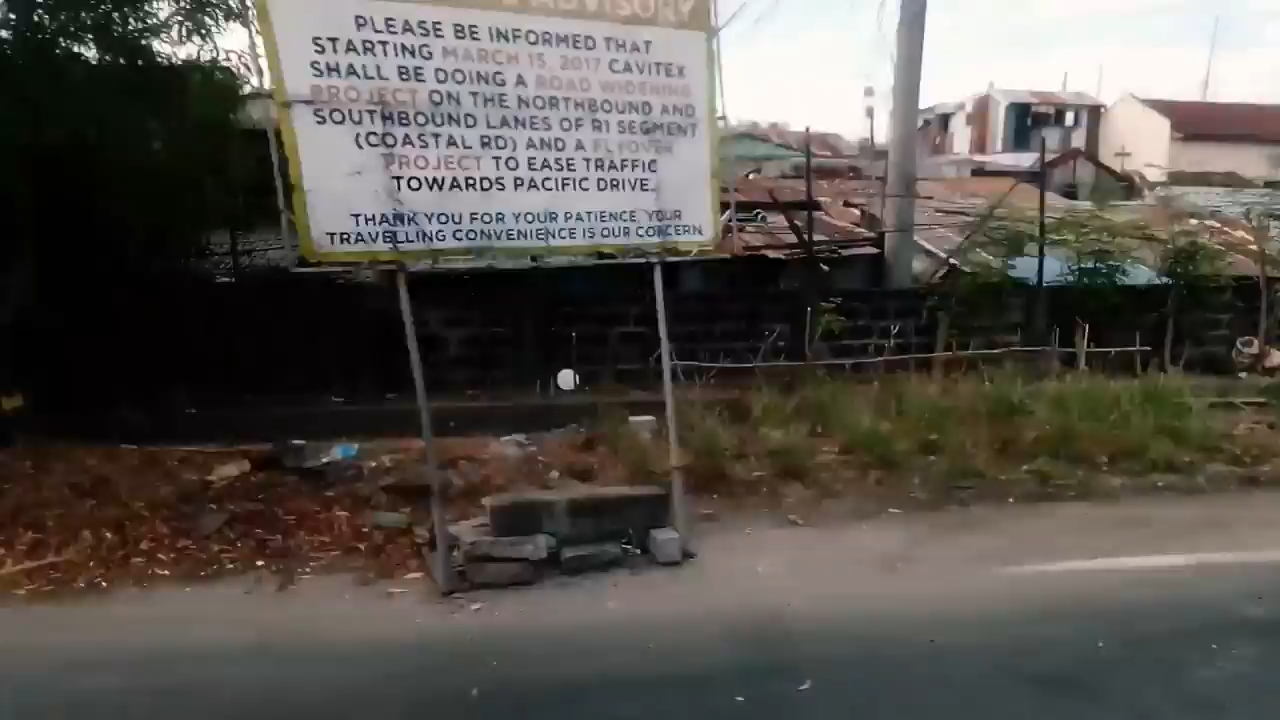 ADVISORY
PLEASE BE INFORMED THAT
STARTING MARCH 15, 2017 CAVITEX
SHALL BE DOING A ROAD WIDENING
PROJECT ON THE NORTHBOUND AND
SOUTHBOUND LANES OF R1 SEGMENT
(COASTAL RD) AND A FLYOVER
PROJECT TO EASE TRAFFIC
TOWARDS PACIFIC DRIVE.
THANK YOU FOR YOUR PATIENCE, YOUR
TRAVELLING CONVENIENCE IS OUR CONCERN.